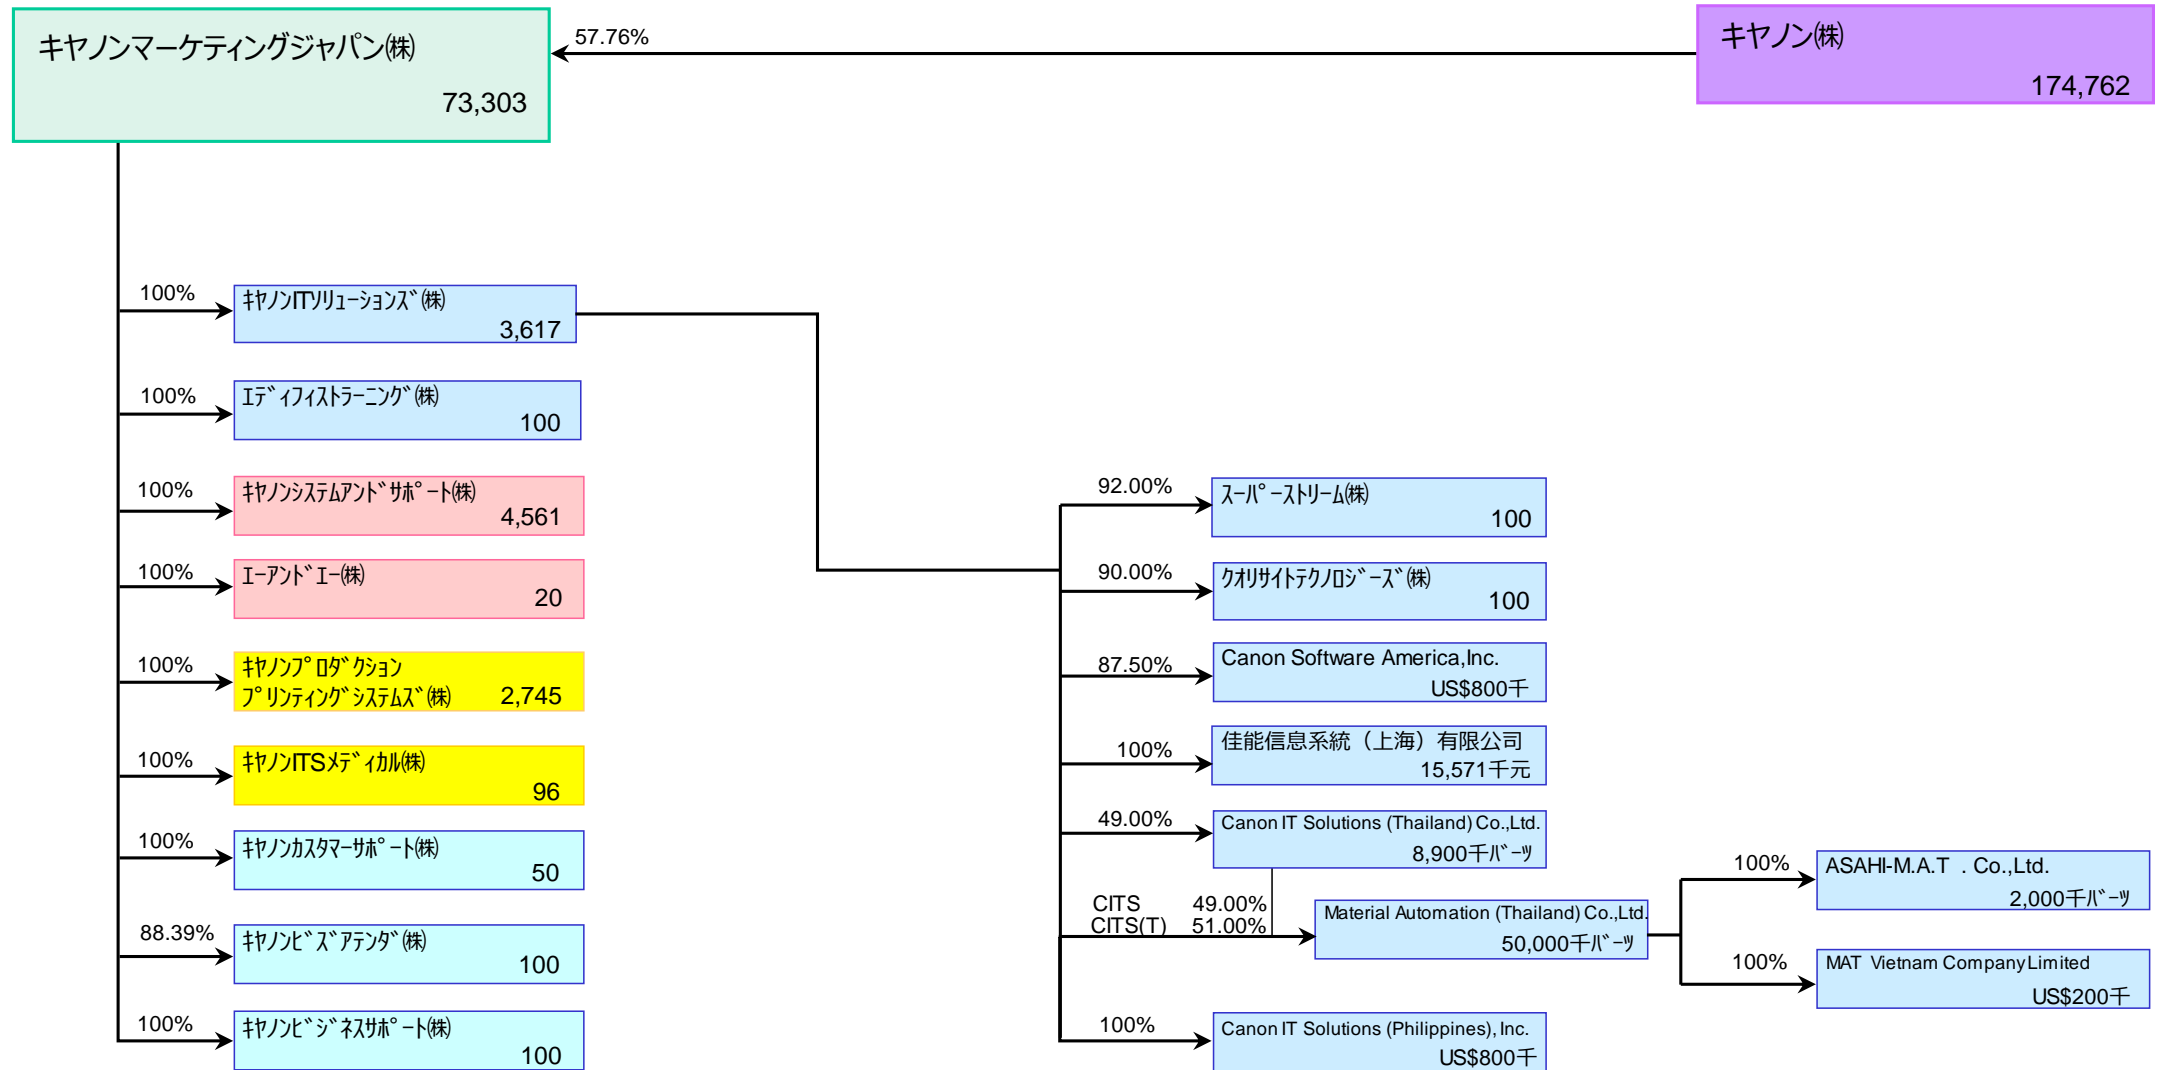 キヤノンマーケティングジャパン㈱
73,303
57.76%
キヤノン㈱
174,762
100%
ｷヤﾉﾝITｿﾘｭｰｼｮﾝｽﾞ㈱
3,617
100%
ｴﾃﾞｨﾌｨｽﾄﾗｰﾆﾝｸﾞ㈱
100
100%
ｷヤﾉﾝｼｽﾃﾑｱﾝﾄﾞｻﾎﾟｰﾄ㈱
4,561
100%
ｴｰｱﾝﾄﾞｴｰ㈱
20
100%
ｷヤﾉﾝﾌﾟﾛﾀﾞｸｼｮﾝ
ﾌﾟﾘﾝﾃｨﾝｸﾞｼｽﾃﾑｽﾞ㈱ 2,745
100%
ｷヤﾉﾝITSﾒﾃﾞｨｶﾙ㈱
96
100%
ｷヤﾉﾝｶｽﾀﾏｰｻﾎﾟｰﾄ㈱
50
88.39%
ｷヤﾉﾝﾋﾞｽﾞｱﾃﾝﾀﾞ㈱
100
100%
ｷヤﾉﾝﾋﾞｼﾞﾈｽｻﾎﾟｰﾄ㈱
100
92.00%
ｽｰﾊﾟｰｽﾄﾘｰﾑ㈱
100
90.00%
ｸｵﾘｻｲﾄﾃｸﾉﾛｼﾞｰｽﾞ㈱
100
87.50%
Canon Software America,Inc.
US$800千
100%
佳能信息系統（上海）有限公司
15,571千元
49.00%
Canon IT Solutions (Thailand) Co.,Ltd.
8,900千ﾊﾞｰﾂ
CITS 49.00%
CITS(T) 51.00%
Material Automation (Thailand) Co.,Ltd.
50,000千ﾊﾞｰﾂ
100%
ASAHI-M.A.T . Co.,Ltd.
2,000千ﾊﾞｰﾂ
100%
MAT Vietnam Company Limited
US$200千
100%
Canon IT Solutions (Philippines), Inc.
US$800千